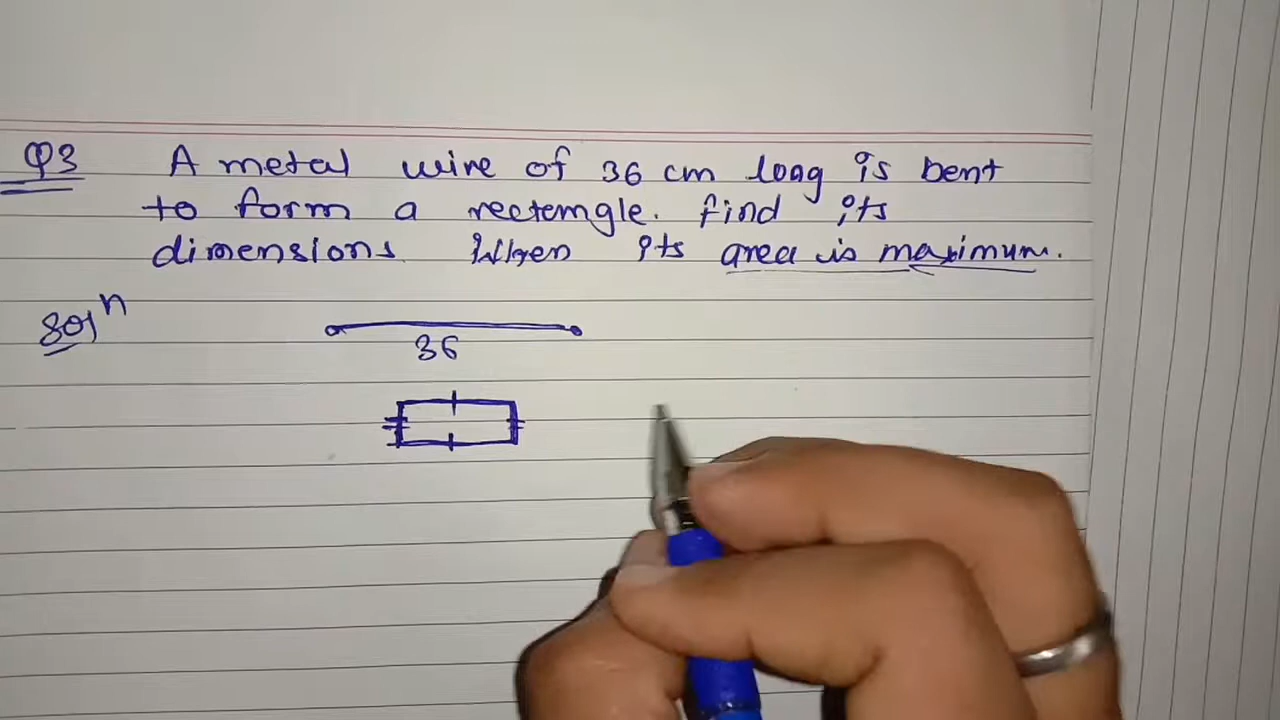 Q3 A metal wire of 36 cm long is bent
to form a rectemgle. find its
dimensions when its area is maximum.
Solⁿ
36